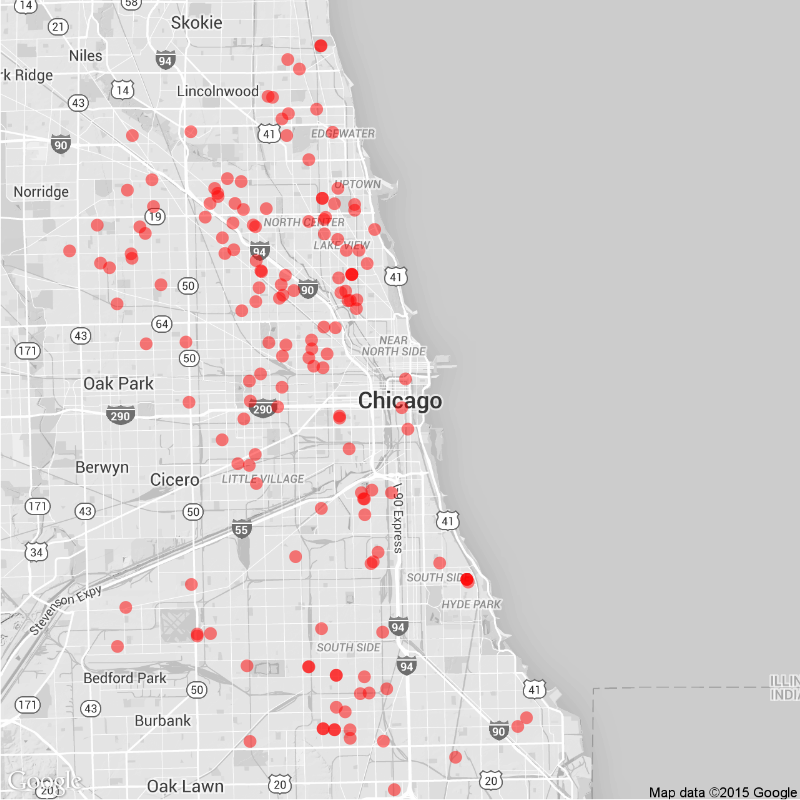 14
58
21
Skokie
Niles
94
rk Ridge
14
Lincolnwood
43
41
EDGEWATER
90
Norridge
UPTOWN
19
NORTH CENTER
LAKE VIEW
94
41
50
90
64
43
NEAR
NORTH SIDE
171
50
Oak Park
290
290
Chicago
Berwyn
Cicero
LITTLE VILLAGE
171
43
50
I-90 Express
41
55
34
SOUTH SIDE
HYDE PARK
Stevenson Expy
94
SOUTH SIDE
94
Bedford Park
ILLIN
INDIA
50
41
171
43
Burbank
90
Google
20
Oak Lawn
20
20
Map data ©2015 Google